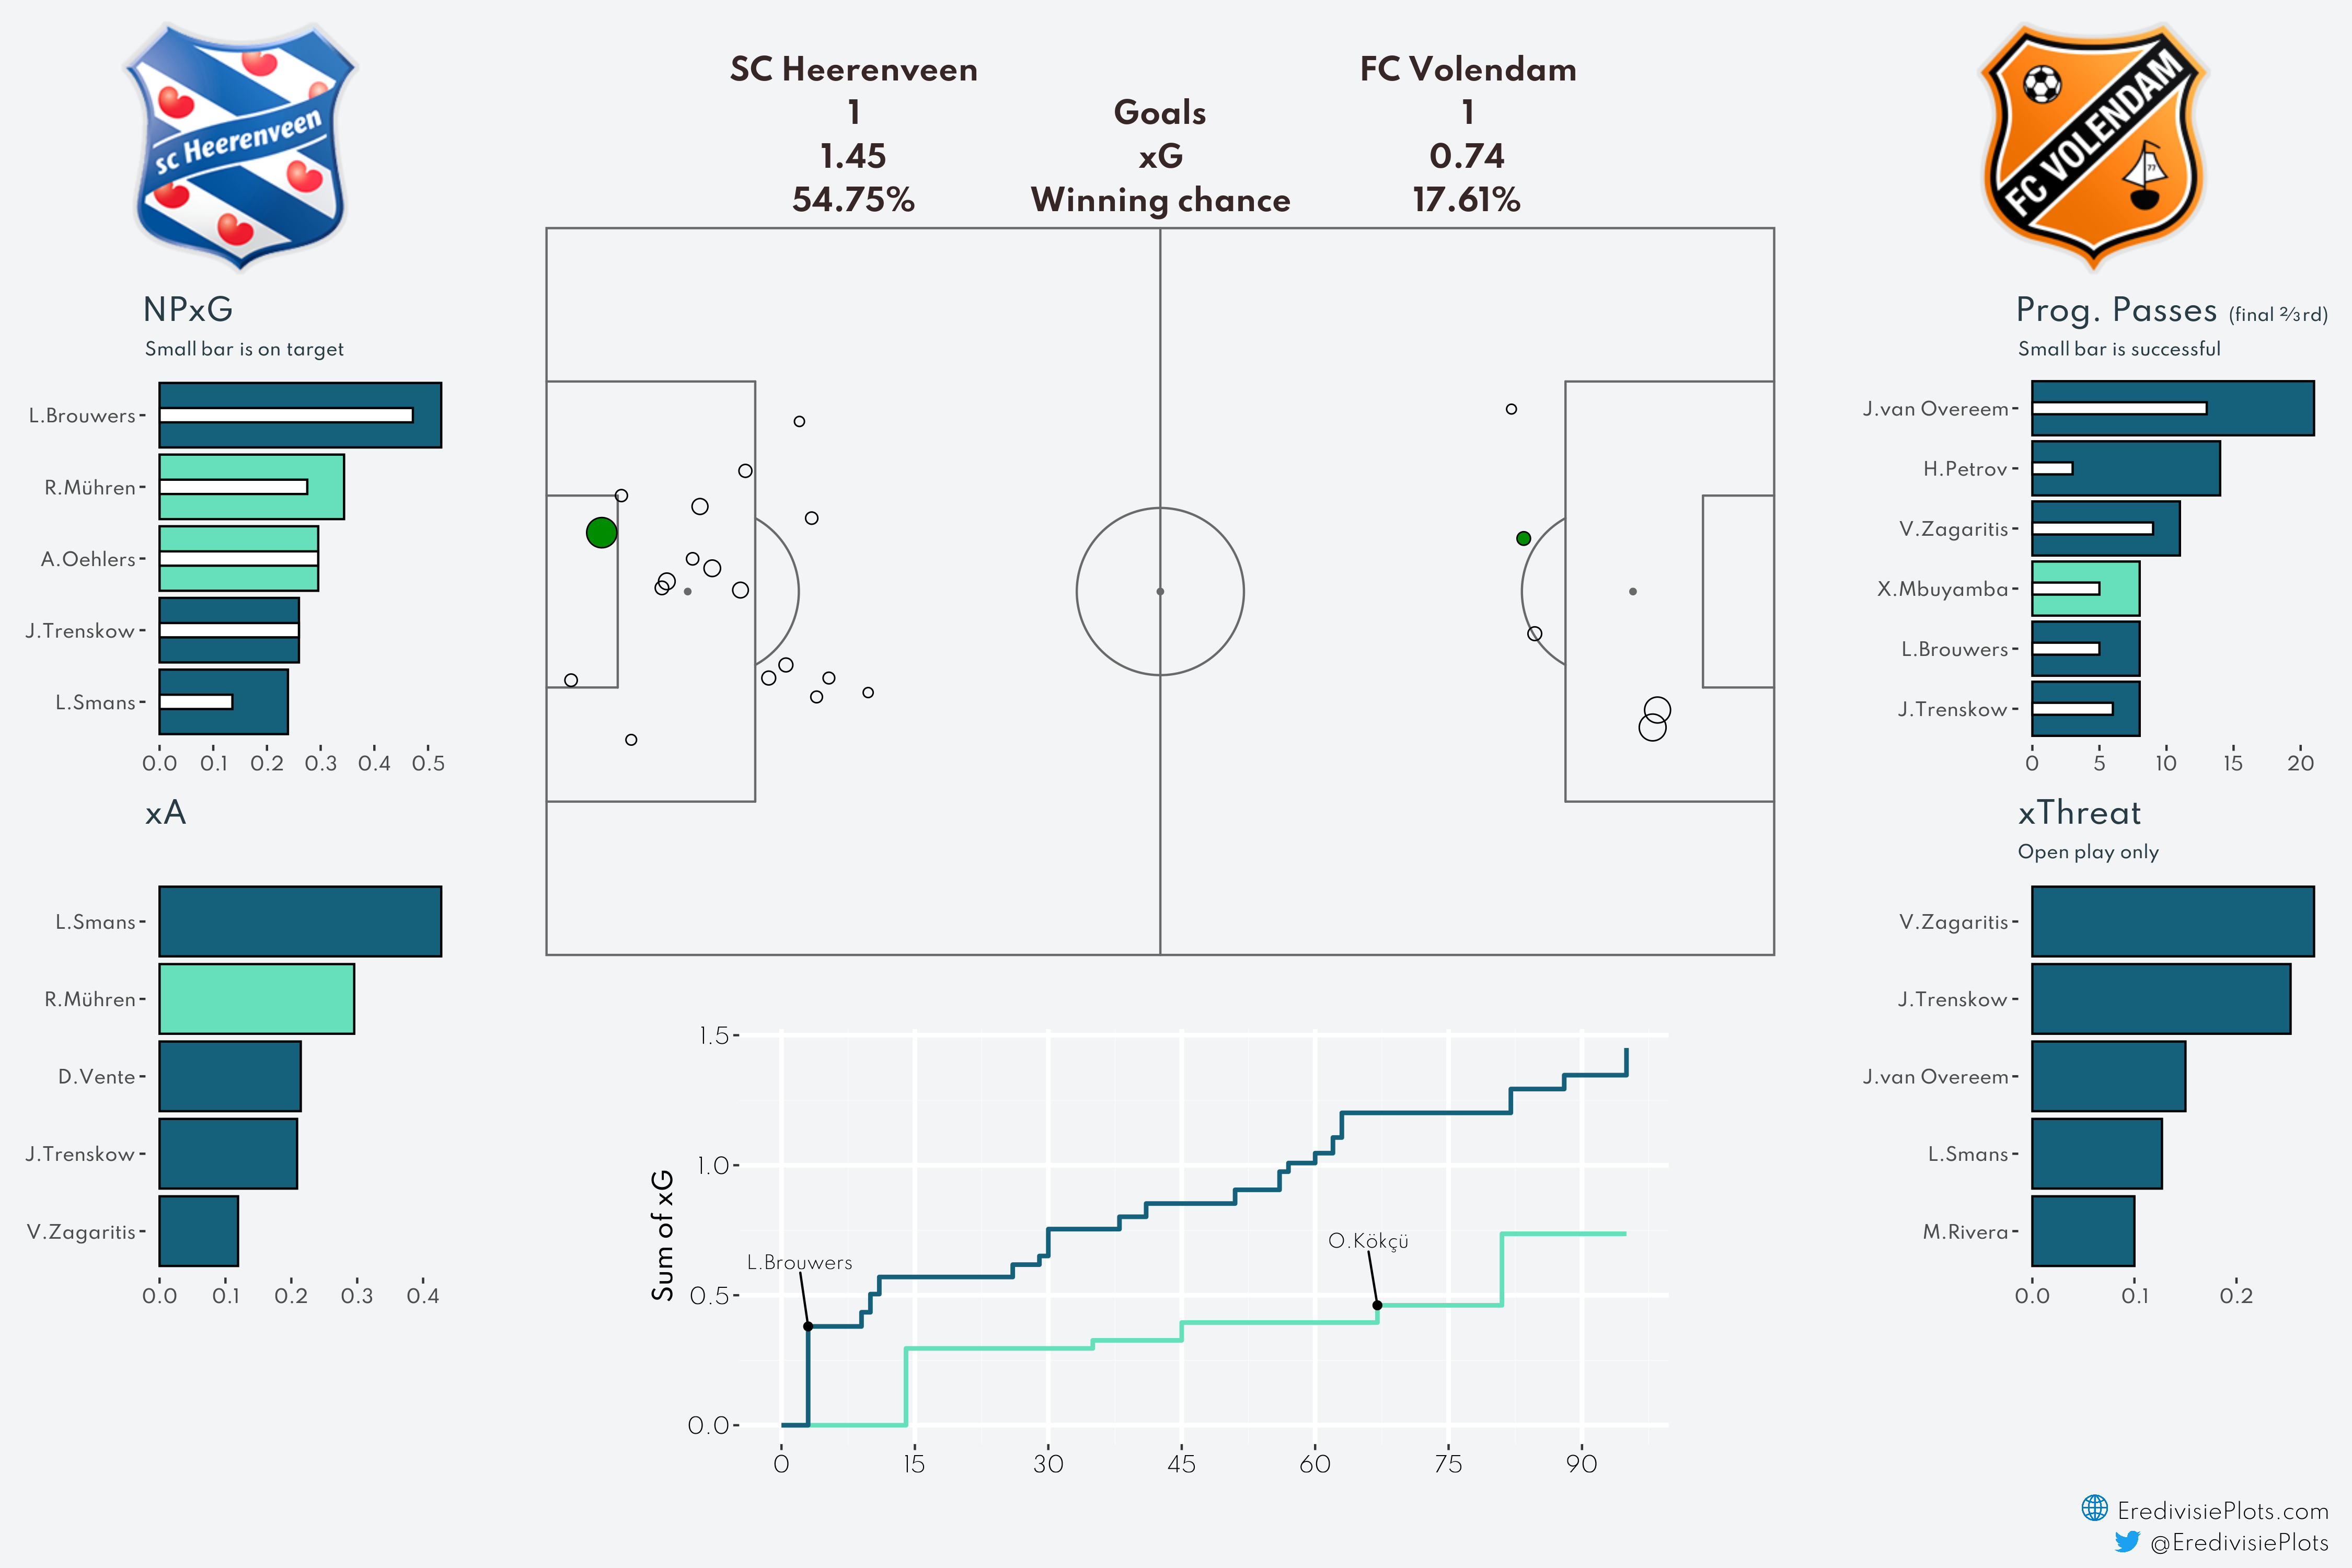 sc Heerenveen
FC VOLENDAM
77
SC Heerenveen FC Volendam
1 Goals 1
1.45 xG 0.74
54.75% Winning chance 17.61%
NPxG
Small bar is on target
L.Brouwers
R.Mühren
A.Oehlers
J.Trenskow
L.Smans
0.0 0.1 0.2 0.3 0.4 0.5
xA
L.Smans
R.Mühren
D.Vente
J.Trenskow
V.Zagaritis
0.0 0.1 0.2 0.3 0.4
Sum of xG
1.5
1.0
0.5
0.0
L.Brouwers
O.Kökçü
0 15 30 45 60 75 90
Prog. Passes (final ⅔rd)
Small bar is successful
J.van Overeem
H.Petrov
V.Zagaritis
X.Mbuyamba
L.Brouwers
J.Trenskow
0 5 10 15 20
xThreat
Open play only
V.Zagaritis
J.Trenskow
J.van Overeem
L.Smans
M.Rivera
0.0 0.1 0.2
EredivisiePlots.com
@EredivisiePlots